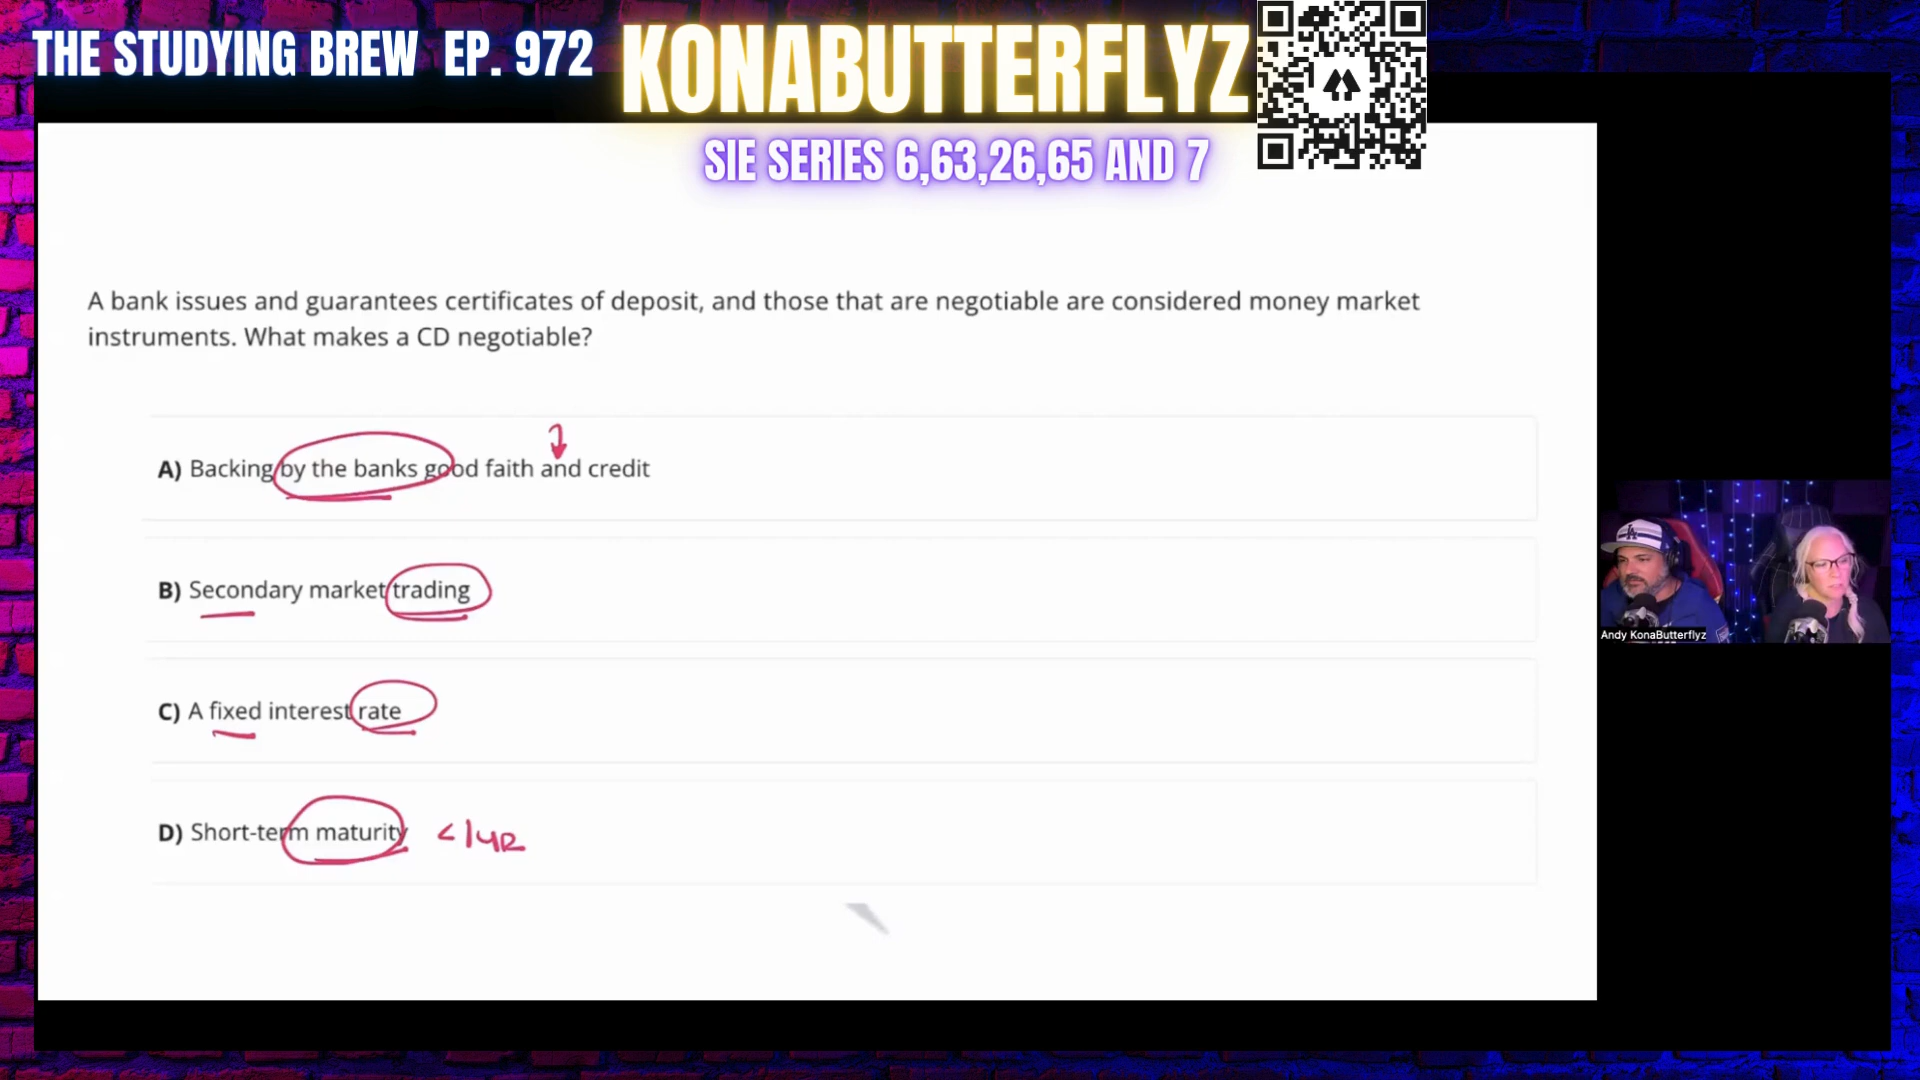 THE STUDYING BREW EP. 972
KONABUTTERFLYZ
SIE SERIES 6,63,26,65 AND 7
A bank issues and guarantees certificates of deposit, and those that are negotiable are considered money market
instruments. What makes a CD negotiable?
A) Backing by the banks good faith and credit
B) Secondary market trading
C) A fixed interest rate
D) Short-term maturity <1YR
LA
Andy KonaButterflyz